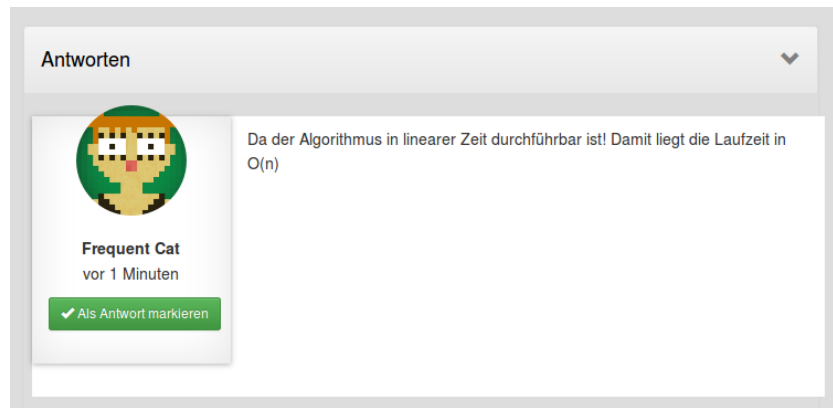 Antworten
Da der Algorithmus in linearer Zeit durchführbar ist! Damit liegt die Laufzeit in
O(n)
Frequent Cat
vor 1 Minuten
Als Antwort markieren